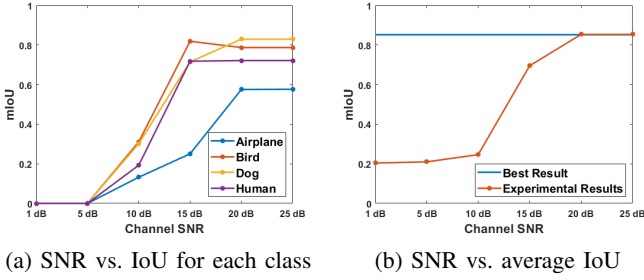 1
0.8
0.6
0.4
0.2
0
mIoU
1 dB 5 dB 10 dB 15 dB 20 dB 25 dB
Channel SNR
Airplane
Bird
Dog
Human
(a) SNR vs. IoU for each class
1
0.8
0.6
0.4
0.2
0
mIoU
1 dB 5 dB 10 dB 15 dB 20 dB 25 dB
Channel SNR
Best Result
Experimental Results
(b) SNR vs. average IoU